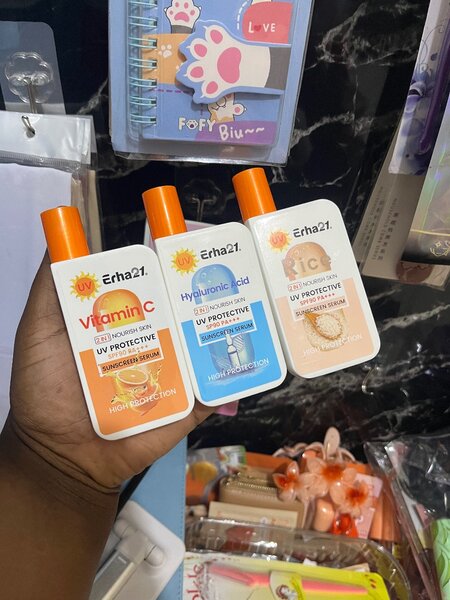 LOVE
FOFY
Biu~~
UV
Erha21.
Vitamin C
2 IN 1 NOURISH SKIN
UV PROTECTIVE
SPF90 PA+++
SUNSCREEN SERUM
HIGH PROTECTION
UV
Erha21.
Hyaluronic Acid
2 IN 1 NOURISH SKIN
UV PROTECTIVE
SPF90 PA+++
SUNSCREEN SERUM
HIGH PROTECTION
UV
Erha21.
Rice
2 IN 1 NOURISH SKIN
UV PROTECTIVE
SPF90 PA+++
SUNSCREEN SERUM
HIGH PROTECTION